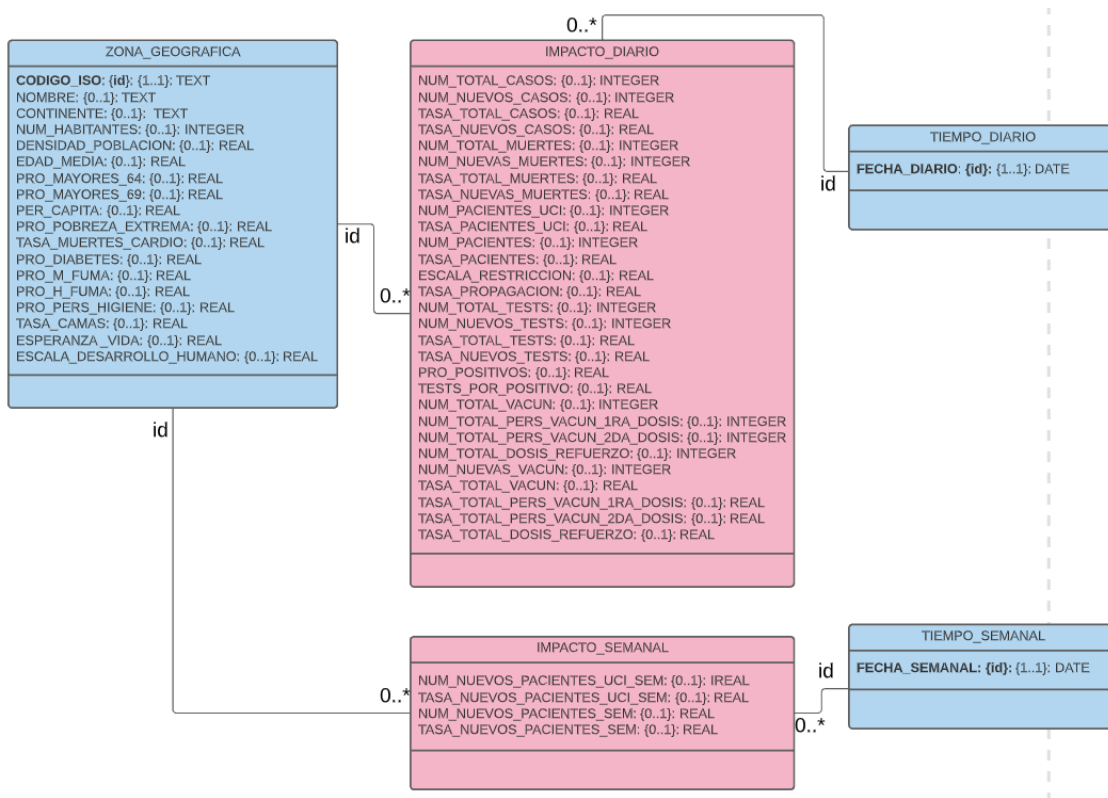 ZONA_GEOGRAFICA
CODIGO_ISO: {id}: {1..1}: TEXT
NOMBRE: {0..1}: TEXT
CONTINENTE: {0..1}: TEXT
NUM_HABITANTES: {0..1}: INTEGER
DENSIDAD_POBLACION: {0..1}: REAL
EDAD_MEDIA: {0..1}: REAL
PRO_MAYORES_64: {0..1}: REAL
PRO_MAYORES_69: {0..1}: REAL
PER_CAPITA: {0..1}: REAL
PRO_POBREZA_EXTREMA: {0..1}: REAL
TASA_MUERTES_CARDIO: {0..1}: REAL
PRO_DIABETES: {0..1}: REAL
PRO_M_FUMA: {0..1}: REAL
PRO_H_FUMA: {0..1}: REAL
PRO_PERS_HIGIENE: {0..1}: REAL
TASA_CAMAS: {0..1}: REAL
ESPERANZA_VIDA: {0..1}: REAL
ESCALA_DESARROLLO_HUMANO: {0..1}: REAL
id
0..*
id
0..*
0..*
id
IMPACTO_DIARIO
NUM_TOTAL_CASOS: {0..1}: INTEGER
NUM_NUEVOS_CASOS: {0..1}: INTEGER
TASA_TOTAL_CASOS: {0..1}: REAL
TASA_NUEVOS_CASOS: {0..1}: REAL
NUM_TOTAL_MUERTES: {0..1}: INTEGER
NUM_NUEVAS_MUERTES: {0..1}: INTEGER
TASA_TOTAL_MUERTES: {0..1}: REAL
TASA_NUEVAS_MUERTES: {0..1}: REAL
NUM_PACIENTES_UCI: {0..1}: INTEGER
TASA_PACIENTES_UCI: {0..1}: REAL
NUM_PACIENTES: {0..1}: INTEGER
TASA_PACIENTES: {0..1}: REAL
ESCALA_RESTRICCION: {0..1}: REAL
TASA_PROPAGACION: {0..1}: REAL
NUM_TOTAL_TESTS: {0..1}: INTEGER
NUM_NUEVOS_TESTS: {0..1}: INTEGER
TASA_TOTAL_TESTS: {0..1}: REAL
TASA_NUEVOS_TESTS: {0..1}: REAL
PRO_POSITIVOS: {0..1}: REAL
TESTS_POR_POSITIVO: {0..1}: REAL
NUM_TOTAL_VACUN: {0..1}: INTEGER
NUM_TOTAL_PERS_VACUN_1RA_DOSIS: {0..1}: INTEGER
NUM_TOTAL_PERS_VACUN_2DA_DOSIS: {0..1}: INTEGER
NUM_TOTAL_DOSIS_REFUERZO: {0..1}: INTEGER
NUM_NUEVAS_VACUN: {0..1}: INTEGER
TASA_TOTAL_VACUN: {0..1}: REAL
TASA_TOTAL_PERS_VACUN_1RA_DOSIS: {0..1}: REAL
TASA_TOTAL_PERS_VACUN_2DA_DOSIS: {0..1}: REAL
TASA_TOTAL_DOSIS_REFUERZO: {0..1}: REAL
TIEMPO_DIARIO
FECHA_DIARIO: {id}: {1..1}: DATE
IMPACTO_SEMANAL
NUM_NUEVOS_PACIENTES_UCI_SEM: {0..1}: IREAL
TASA_NUEVOS_PACIENTES_UCI_SEM: {0..1}: REAL
NUM_NUEVOS_PACIENTES_SEM: {0..1}: REAL
TASA_NUEVOS_PACIENTES_SEM: {0..1}: REAL
id
0..*
TIEMPO_SEMANAL
FECHA_SEMANAL: {id}: {1..1}: DATE